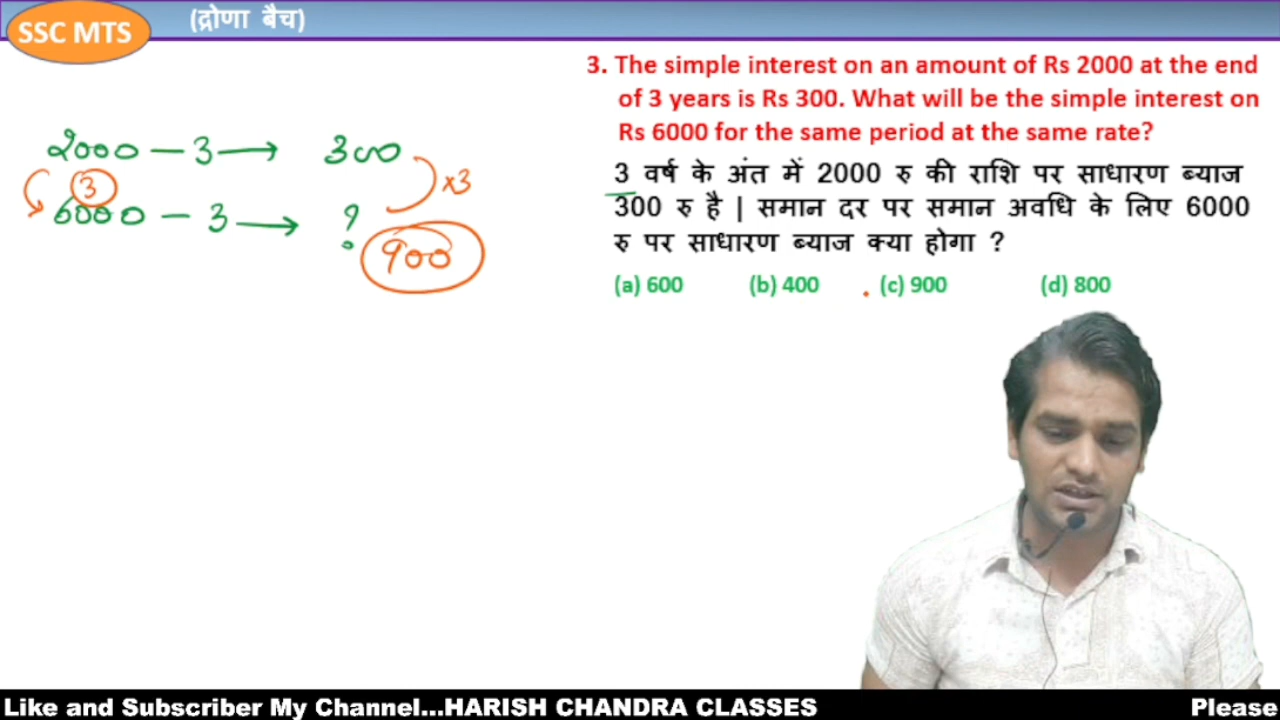 SSC MTS
(द्रोणा बैच)
3. The simple interest on an amount of Rs 2000 at the end
of 3 years is Rs 300. What will be the simple interest on
Rs 6000 for the same period at the same rate?
3 वर्ष के अंत में 2000 रु की राशि पर साधारण ब्याज
300 रु है | समान दर पर समान अवधि के लिए 6000
रु पर साधारण ब्याज क्या होगा ?
(a) 600 (b) 400 (c) 900 (d) 800
2000 — 3 → 300
3 ×3
6000 — 3 → ?
900
Like and Subscriber My Channel...HARISH CHANDRA CLASSES
Please